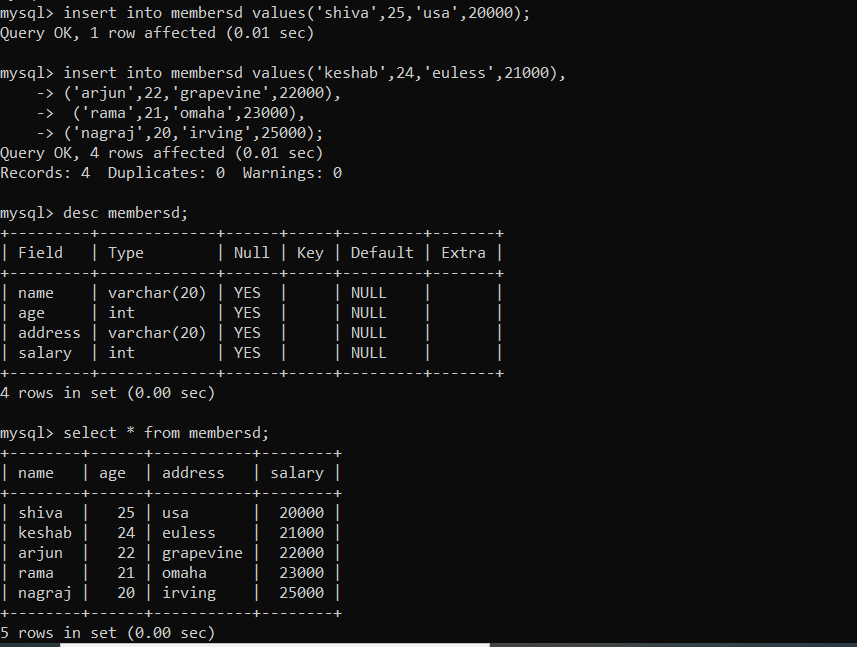 mysql> insert into membersd values('shiva',25,'usa',20000);
Query OK, 1 row affected (0.01 sec)

mysql> insert into membersd values('keshab',24,'euless',21000),
    -> ('arjun',22,'grapevine',22000),
    ->  ('rama',21,'omaha',23000),
    -> ('nagraj',20,'irving',25000);
Query OK, 4 rows affected (0.01 sec)
Records: 4  Duplicates: 0  Warnings: 0

mysql> desc membersd;
+---------+-------------+------+-----+---------+-------+
| Field   | Type        | Null | Key | Default | Extra |
+---------+-------------+------+-----+---------+-------+
| name    | varchar(20) | YES  |     | NULL    |       |
| age     | int         | YES  |     | NULL    |       |
| address | varchar(20) | YES  |     | NULL    |       |
| salary  | int         | YES  |     | NULL    |       |
+---------+-------------+------+-----+---------+-------+
4 rows in set (0.00 sec)

mysql> select * from membersd;
+--------+------+-----------+--------+
| name   | age  | address   | salary |
+--------+------+-----------+--------+
| shiva  |   25 | usa       |  20000 |
| keshab |   24 | euless    |  21000 |
| arjun  |   22 | grapevine |  22000 |
| rama   |   21 | omaha     |  23000 |
| nagraj |   20 | irving    |  25000 |
+--------+------+-----------+--------+
5 rows in set (0.00 sec)